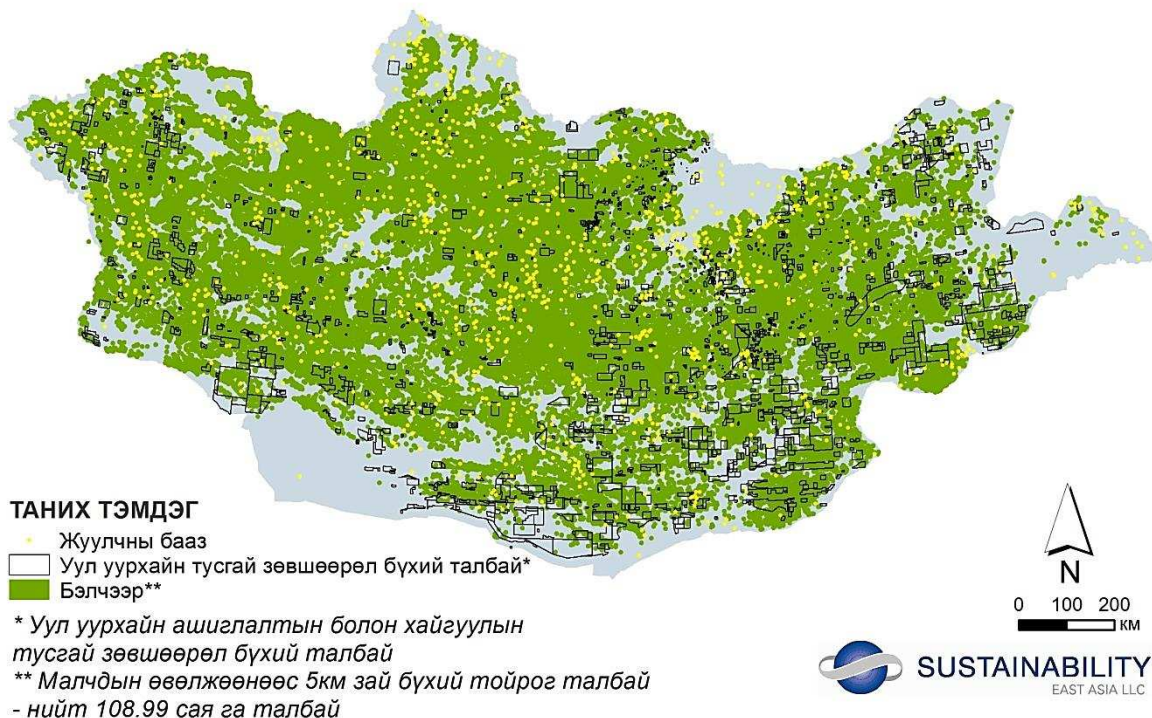 ТАНИХ ТЭМДЭГ
Жуулчны бааз
Уул уурхайн тусгай зөвшөөрөл бүхий талбай*
Бэлчээр**
* Уул уурхайн ашиглалтын болон хайгуулын
тусгай зөвшөөрөл бүхий талбай
** Малчдын өвөлжөөнөөс 5км зай бүхий тойрог талбай
- нийт 108.99 сая га талбай
N
0 100 200
КМ
SUSTAINABILITY
EAST ASIA LLC